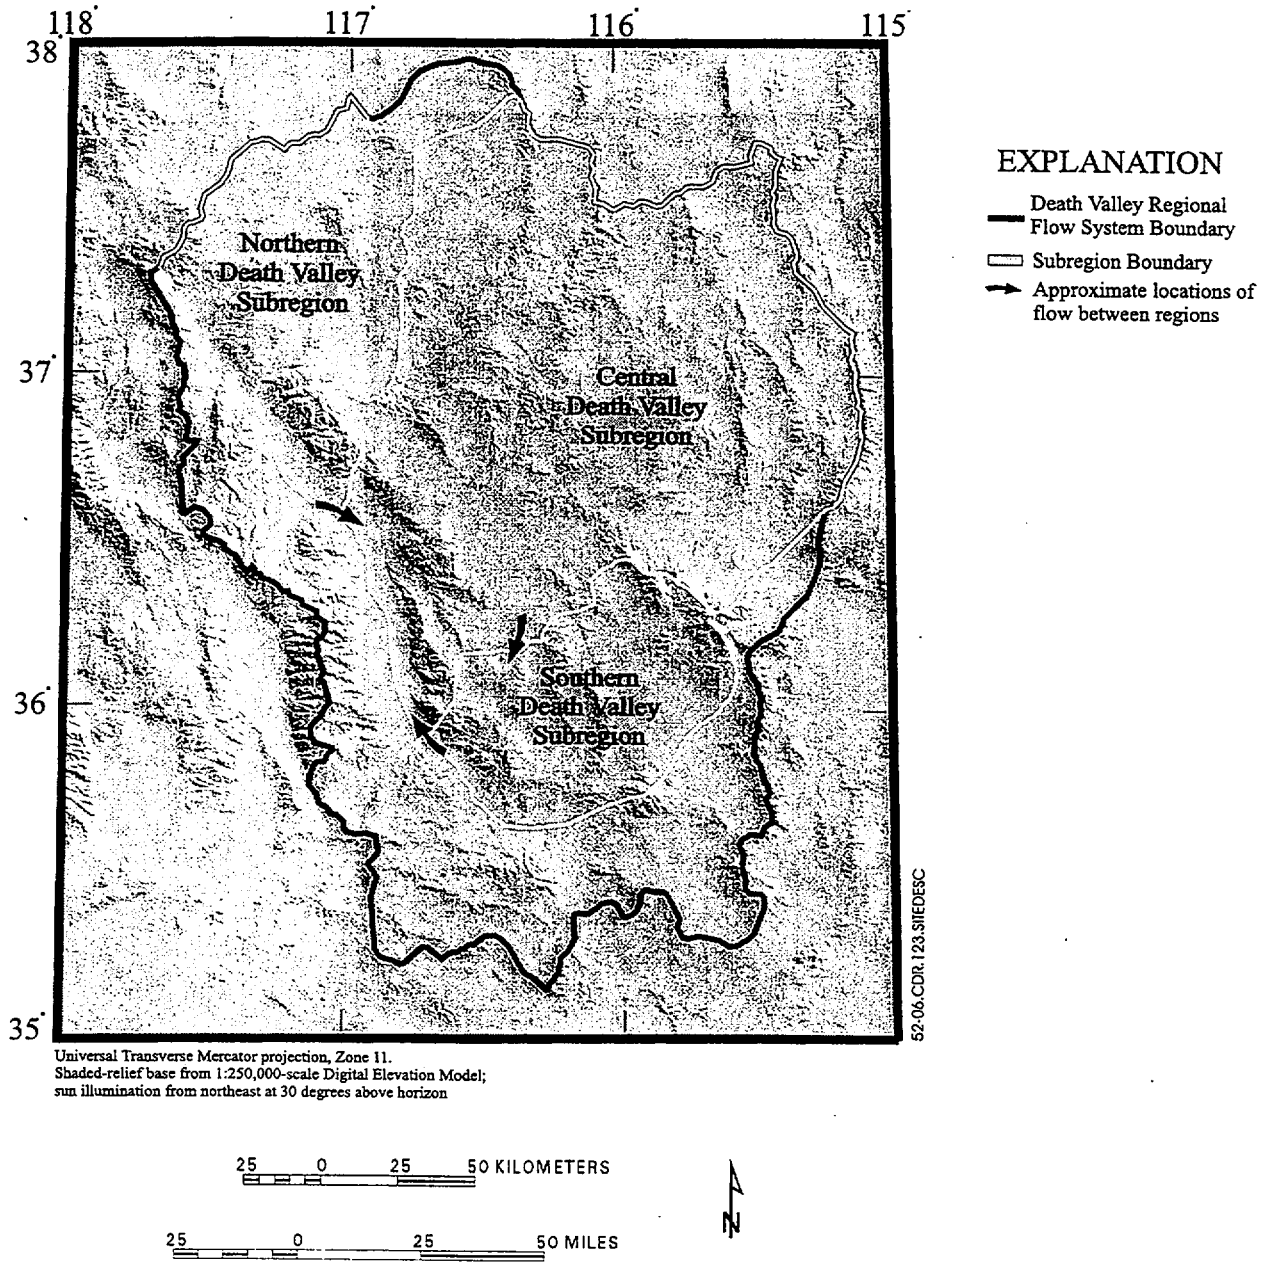 118°
117°
116°
115°
38°
37°
36°
35°
Northern
Death Valley
Subregion
Central
Death Valley
Subregion
Southern
Death Valley
Subregion
EXPLANATION
Death Valley Regional
Flow System Boundary
Subregion Boundary
Approximate locations of
flow between regions
52-06.CDR.123.SITEDESC
Universal Transverse Mercator projection, Zone 11.
Shaded-relief base from 1:250,000-scale Digital Elevation Model;
sun illumination from northeast at 30 degrees above horizon
25 0 25 50 KILOMETERS
25 0 25 50 MILES
N